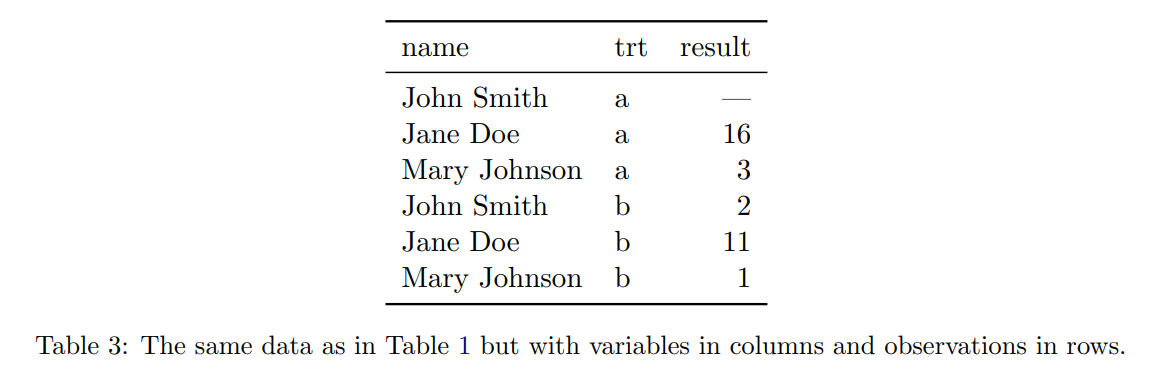 name trt result
John Smith a —
Jane Doe a 16
Mary Johnson a 3
John Smith b 2
Jane Doe b 11
Mary Johnson b 1
Table 3: The same data as in Table 1 but with variables in columns and observations in rows.